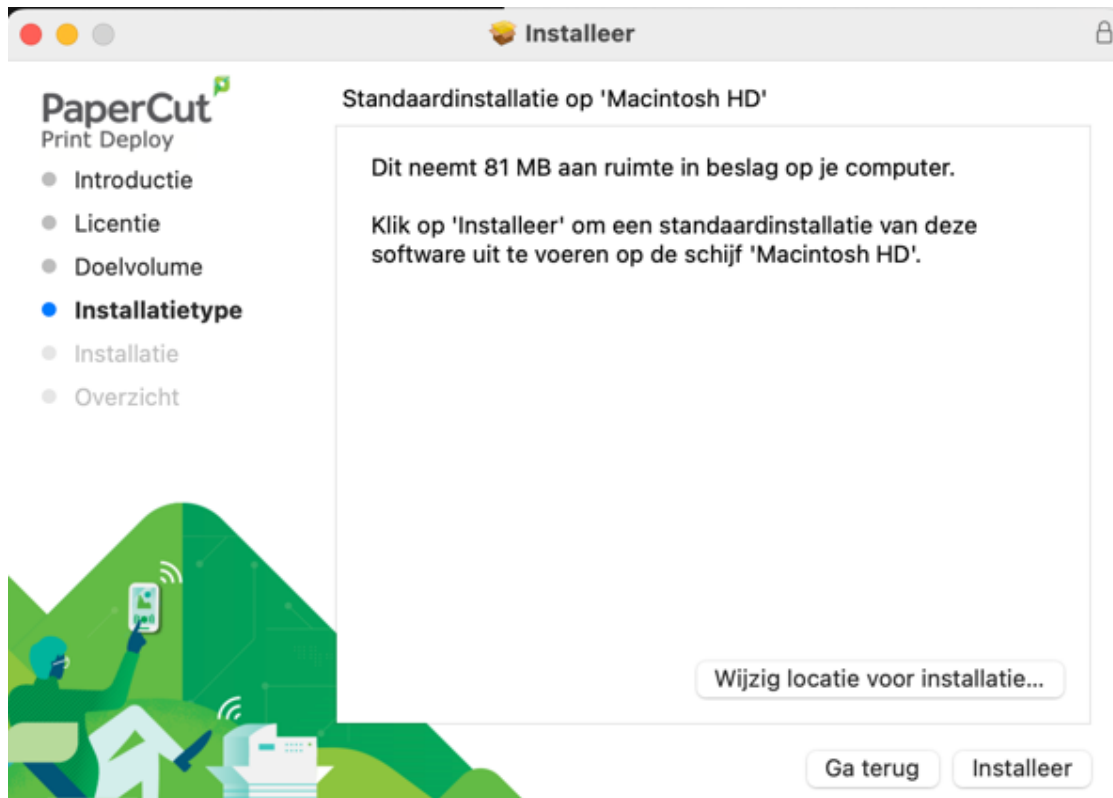 Installeer
PaperCut
Print Deploy
Introductie
Licentie
Doelvolume
Installatietype
Installatie
Overzicht
Standaardinstallatie op 'Macintosh HD'
Dit neemt 81 MB aan ruimte in beslag op je computer.
Klik op 'Installeer' om een standaardinstallatie van deze
software uit te voeren op de schijf 'Macintosh HD'.
Wijzig locatie voor installatie...
Ga terug
Installeer